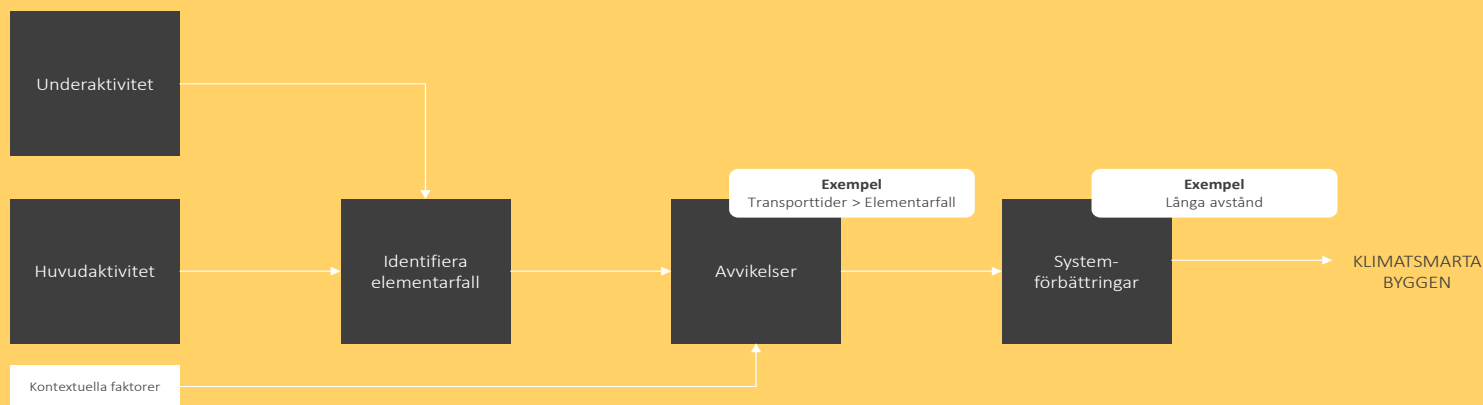 Underaktivitet
Exempel
Transporttider > Elementarfall
Exempel
Långa avstånd
Huvudaktivitet
Identifiera
elementarfall
Avvikelser
System-
förbättringar
KLIMATSMARTA
BYGGEN
Kontextuella faktorer